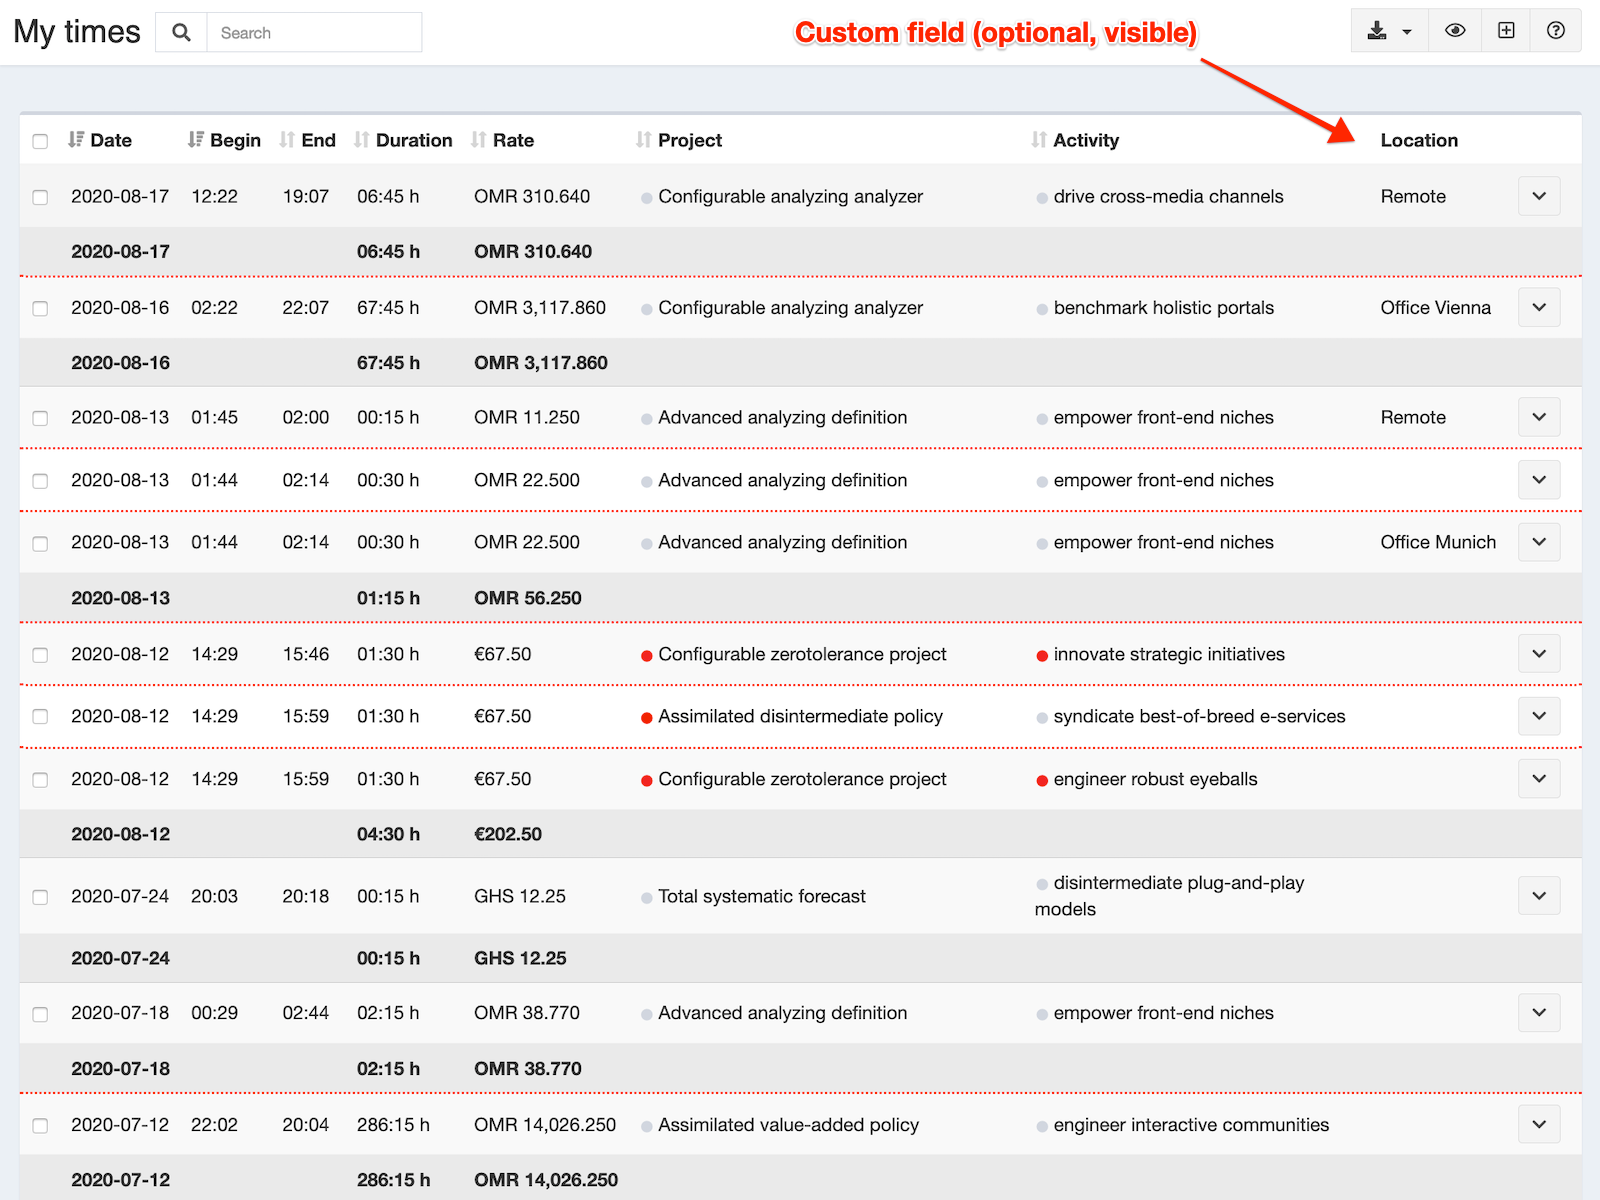 My times
Search
Custom field (optional, visible)
Date Begin End Duration Rate Project Activity Location
2020-08-17 12:22 19:07 06:45 h OMR 310.640 Configurable analyzing analyzer drive cross-media channels Remote
2020-08-17 06:45 h OMR 310.640
2020-08-16 02:22 22:07 67:45 h OMR 3,117.860 Configurable analyzing analyzer benchmark holistic portals Office Vienna
2020-08-16 67:45 h OMR 3,117.860
2020-08-13 01:45 02:00 00:15 h OMR 11.250 Advanced analyzing definition empower front-end niches Remote
2020-08-13 01:44 02:14 00:30 h OMR 22.500 Advanced analyzing definition empower front-end niches
2020-08-13 01:44 02:14 00:30 h OMR 22.500 Advanced analyzing definition empower front-end niches Office Munich
2020-08-13 01:15 h OMR 56.250
2020-08-12 14:29 15:46 01:30 h €67.50 Configurable zerotolerance project innovate strategic initiatives
2020-08-12 14:29 15:59 01:30 h €67.50 Assimilated disintermediate policy syndicate best-of-breed e-services
2020-08-12 14:29 15:59 01:30 h €67.50 Configurable zerotolerance project engineer robust eyeballs
2020-08-12 04:30 h €202.50
2020-07-24 20:03 20:18 00:15 h GHS 12.25 Total systematic forecast disintermediate plug-and-play
models
2020-07-24 00:15 h GHS 12.25
2020-07-18 00:29 02:44 02:15 h OMR 38.770 Advanced analyzing definition empower front-end niches
2020-07-18 02:15 h OMR 38.770
2020-07-12 22:02 20:04 286:15 h OMR 14,026.250 Assimilated value-added policy engineer interactive communities
2020-07-12 286:15 h OMR 14,026.250